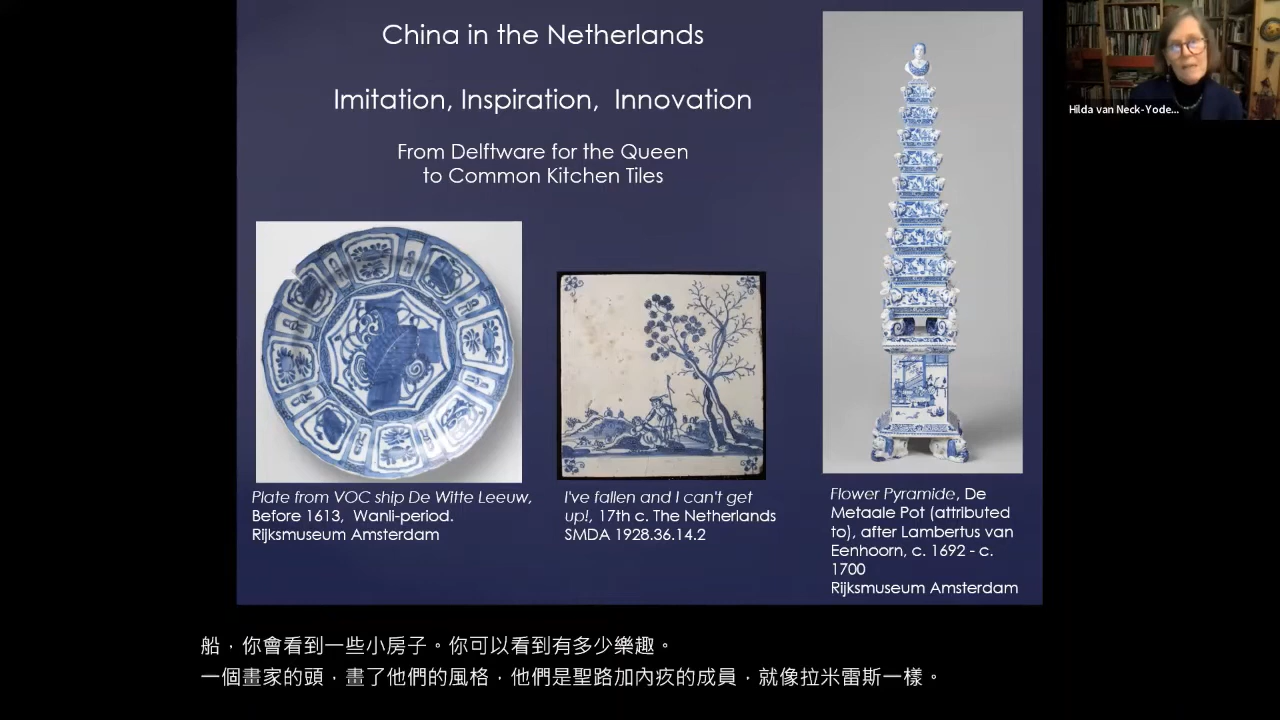 China in the Netherlands
Imitation, Inspiration, Innovation
From Delftware for the Queen
to Common Kitchen Tiles
Plate from VOC ship De Witte Leeuw,
Before 1613, Wanli-period.
Rijksmuseum Amsterdam
I've fallen and I can't get
up!, 17th c. The Netherlands
SMDA 1928.36.14.2
Flower Pyramide, De
Metaale Pot (attributed
to), after Lambertus van
Eenhoorn, c. 1692 - c.
1700
Rijksmuseum Amsterdam
Hilda van Neck-Yode...
船，你會看到一些小房子。你可以看到有多少樂趣。
一個畫家的頭，畫了他們的風格，他們是聖路加內疚的成員，就像拉米雷斯一樣。